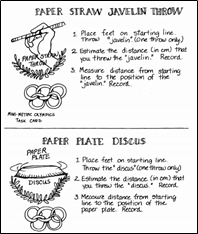 PAPER STRAW JAVELIN THROW
PAPER STRAW
THROW
1. Place feet on starting line.
Throw "javelin." (one throw only)
2. Estimate the distance (in cm) that
you threw the "javelin." Record.
3. Measure distance from starting
line to the position of the
"javelin." Record.
MINI-METRIC OLYMPICS
TASK CARD
PAPER PLATE DISCUS
PAPER
PLATE
DISCUS
1. Place feet on starting line.
Throw the "discus" (one throw only)
2. Estimate the distance (in cm) that
you threw the "discus." Record.
3. Measure distance from starting
line to the position of the
paper plate. Record.